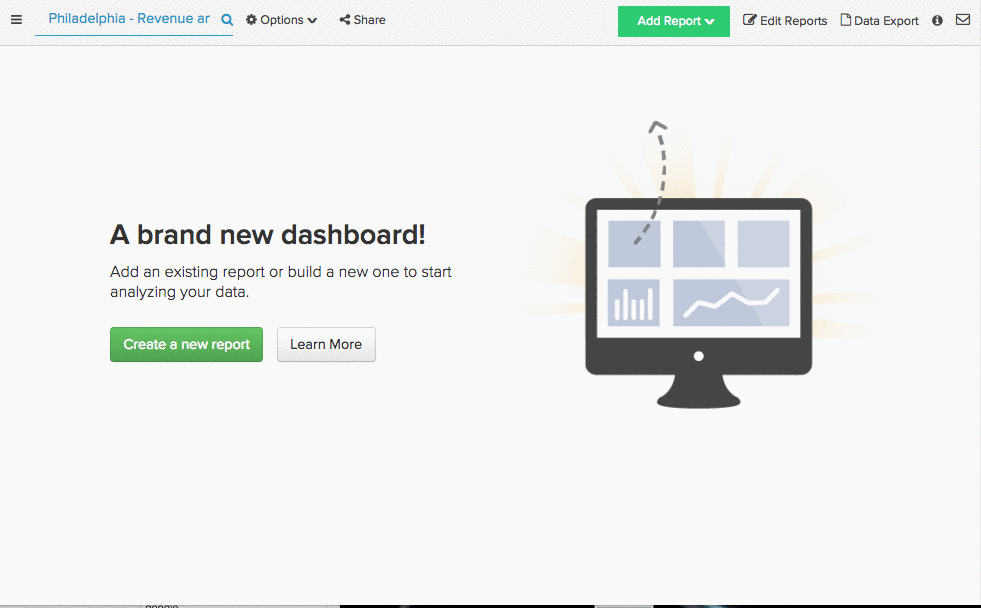 Philadelphia - Revenue ar
Options
Share
Add Report
Edit Reports
Data Export
A brand new dashboard!
Add an existing report or build a new one to start
analyzing your data.
Create a new report
Learn More
google